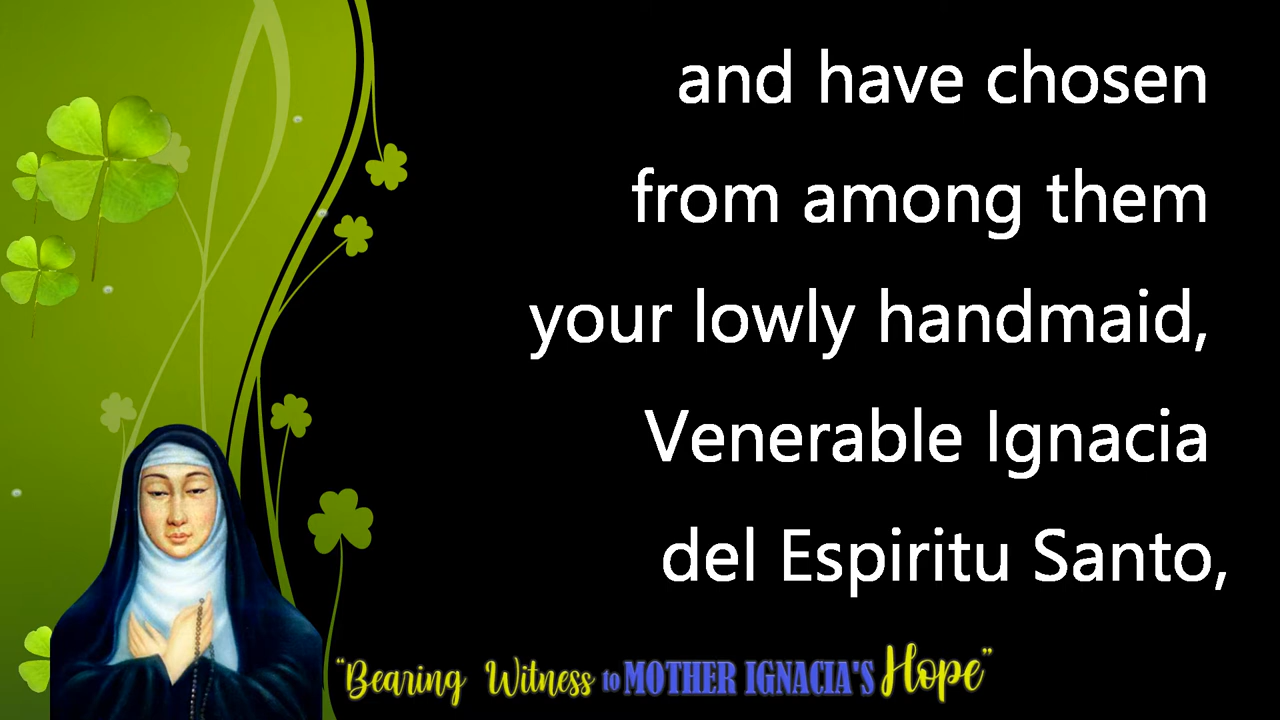 and have chosen
from among them
your lowly handmaid,
Venerable Ignacia
del Espiritu Santo,
"Bearing Witness to MOTHER IGNACIA'S Hope"